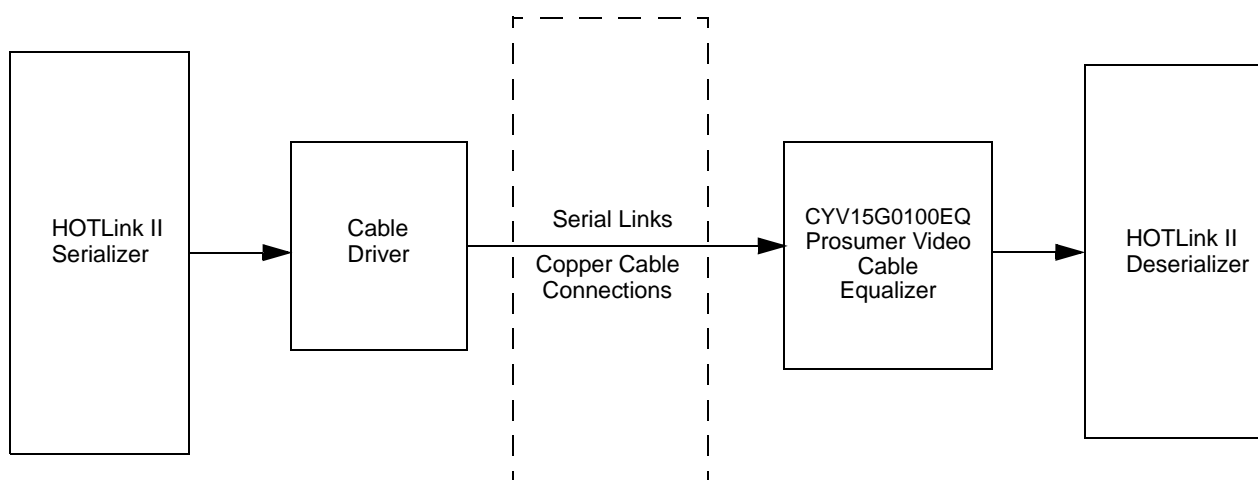 HOTLink II
Serializer
Cable
Driver
Serial Links
Copper Cable
Connections
CYV15G0100EQ
Prosumer Video
Cable
Equalizer
HOTLink II
Deserializer